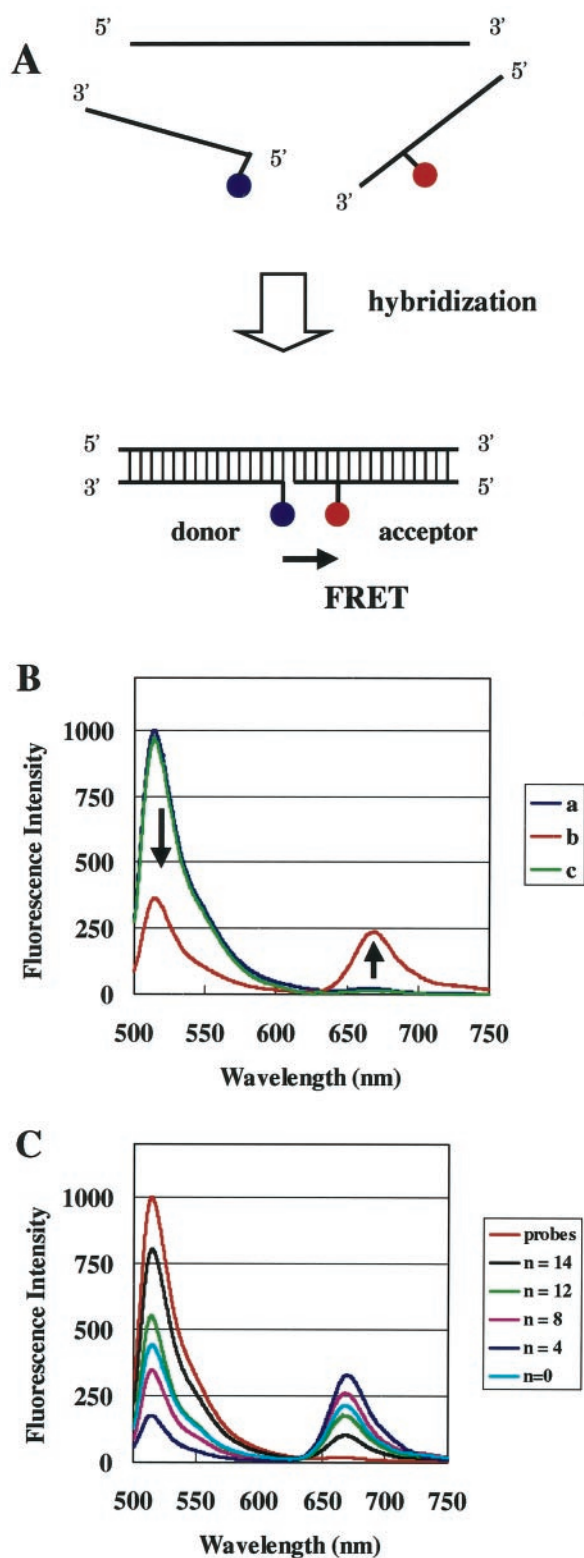 A
5’ 3’
3’ 5’
5’ 3’
hybridization
5’ 3’
3’ 5’
donor acceptor
FRET
B
Fluorescence Intensity
1000
750
500
250
0
500 550 600 650 700 750
Wavelength (nm)
a
b
c
C
Fluorescence Intensity
1000
750
500
250
0
500 550 600 650 700 750
Wavelength (nm)
probes
n = 14
n = 12
n = 8
n = 4
n=0